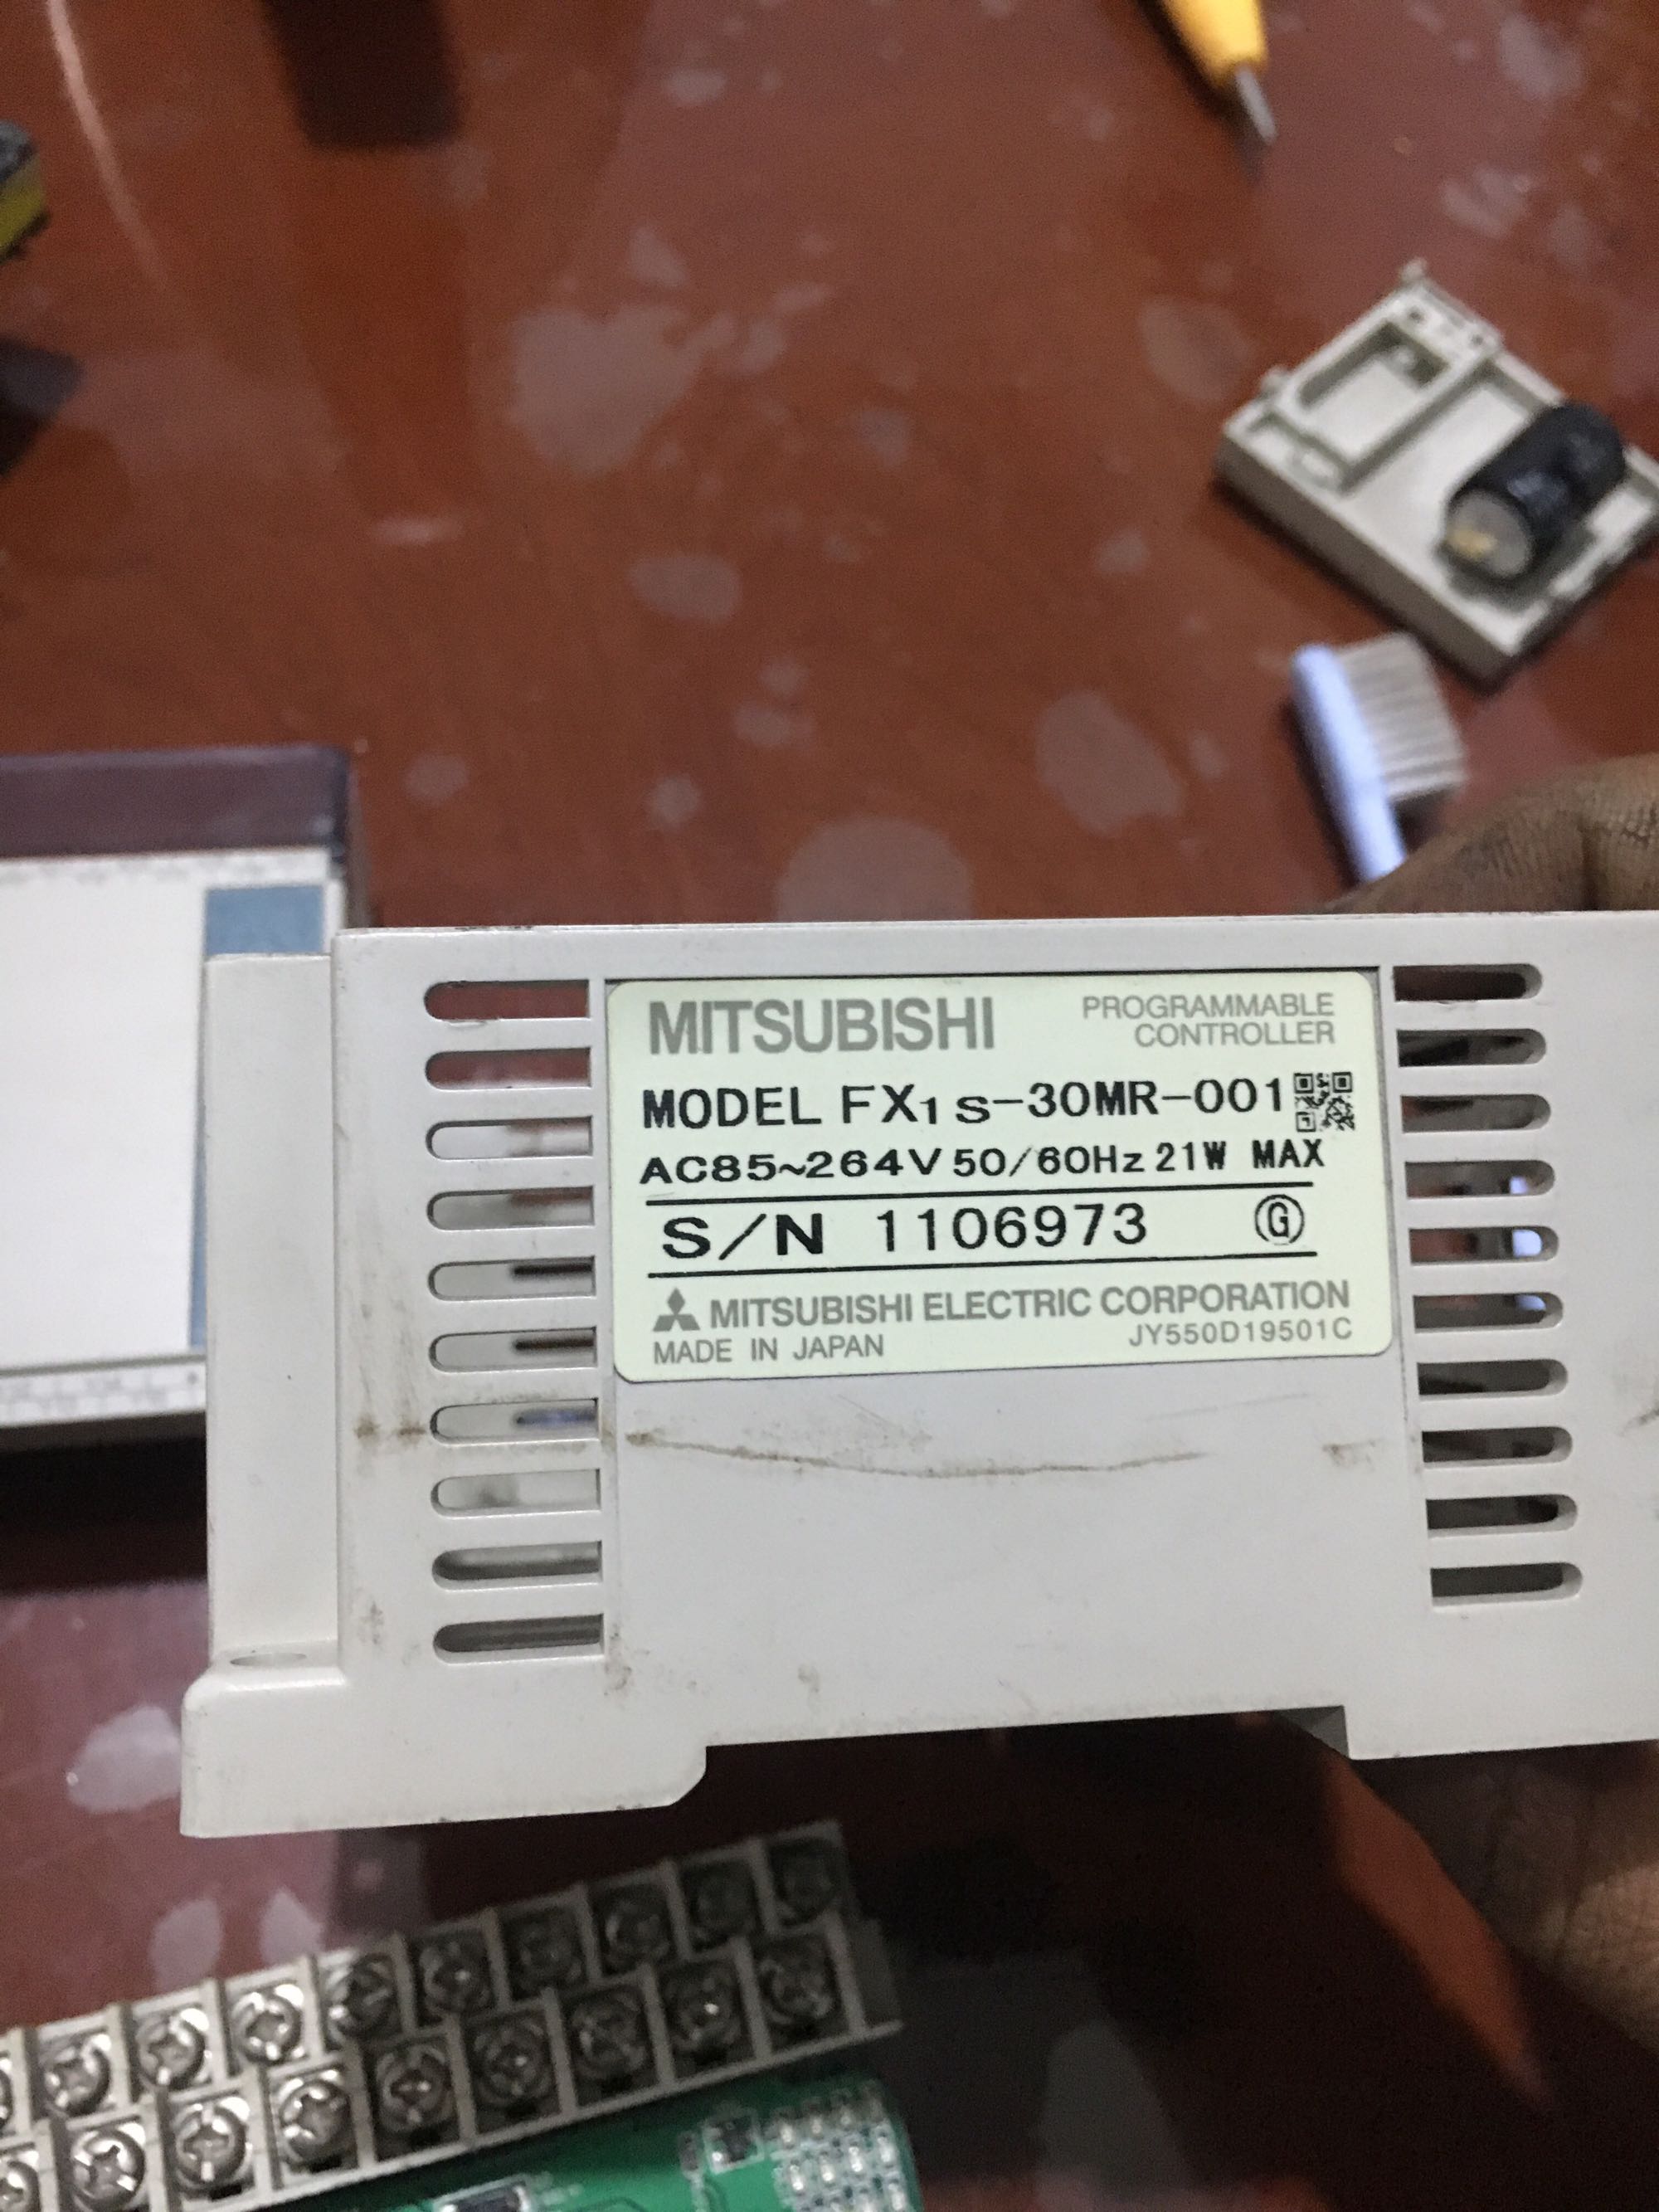 MITSUBISHI
PROGRAMMABLE
CONTROLLER
MODEL FX1S-30MR-001
AC85~264V 50/60Hz 21W MAX
S/N 1106973 Ⓖ
MITSUBISHI ELECTRIC CORPORATION
MADE IN JAPAN
JY550D19501C